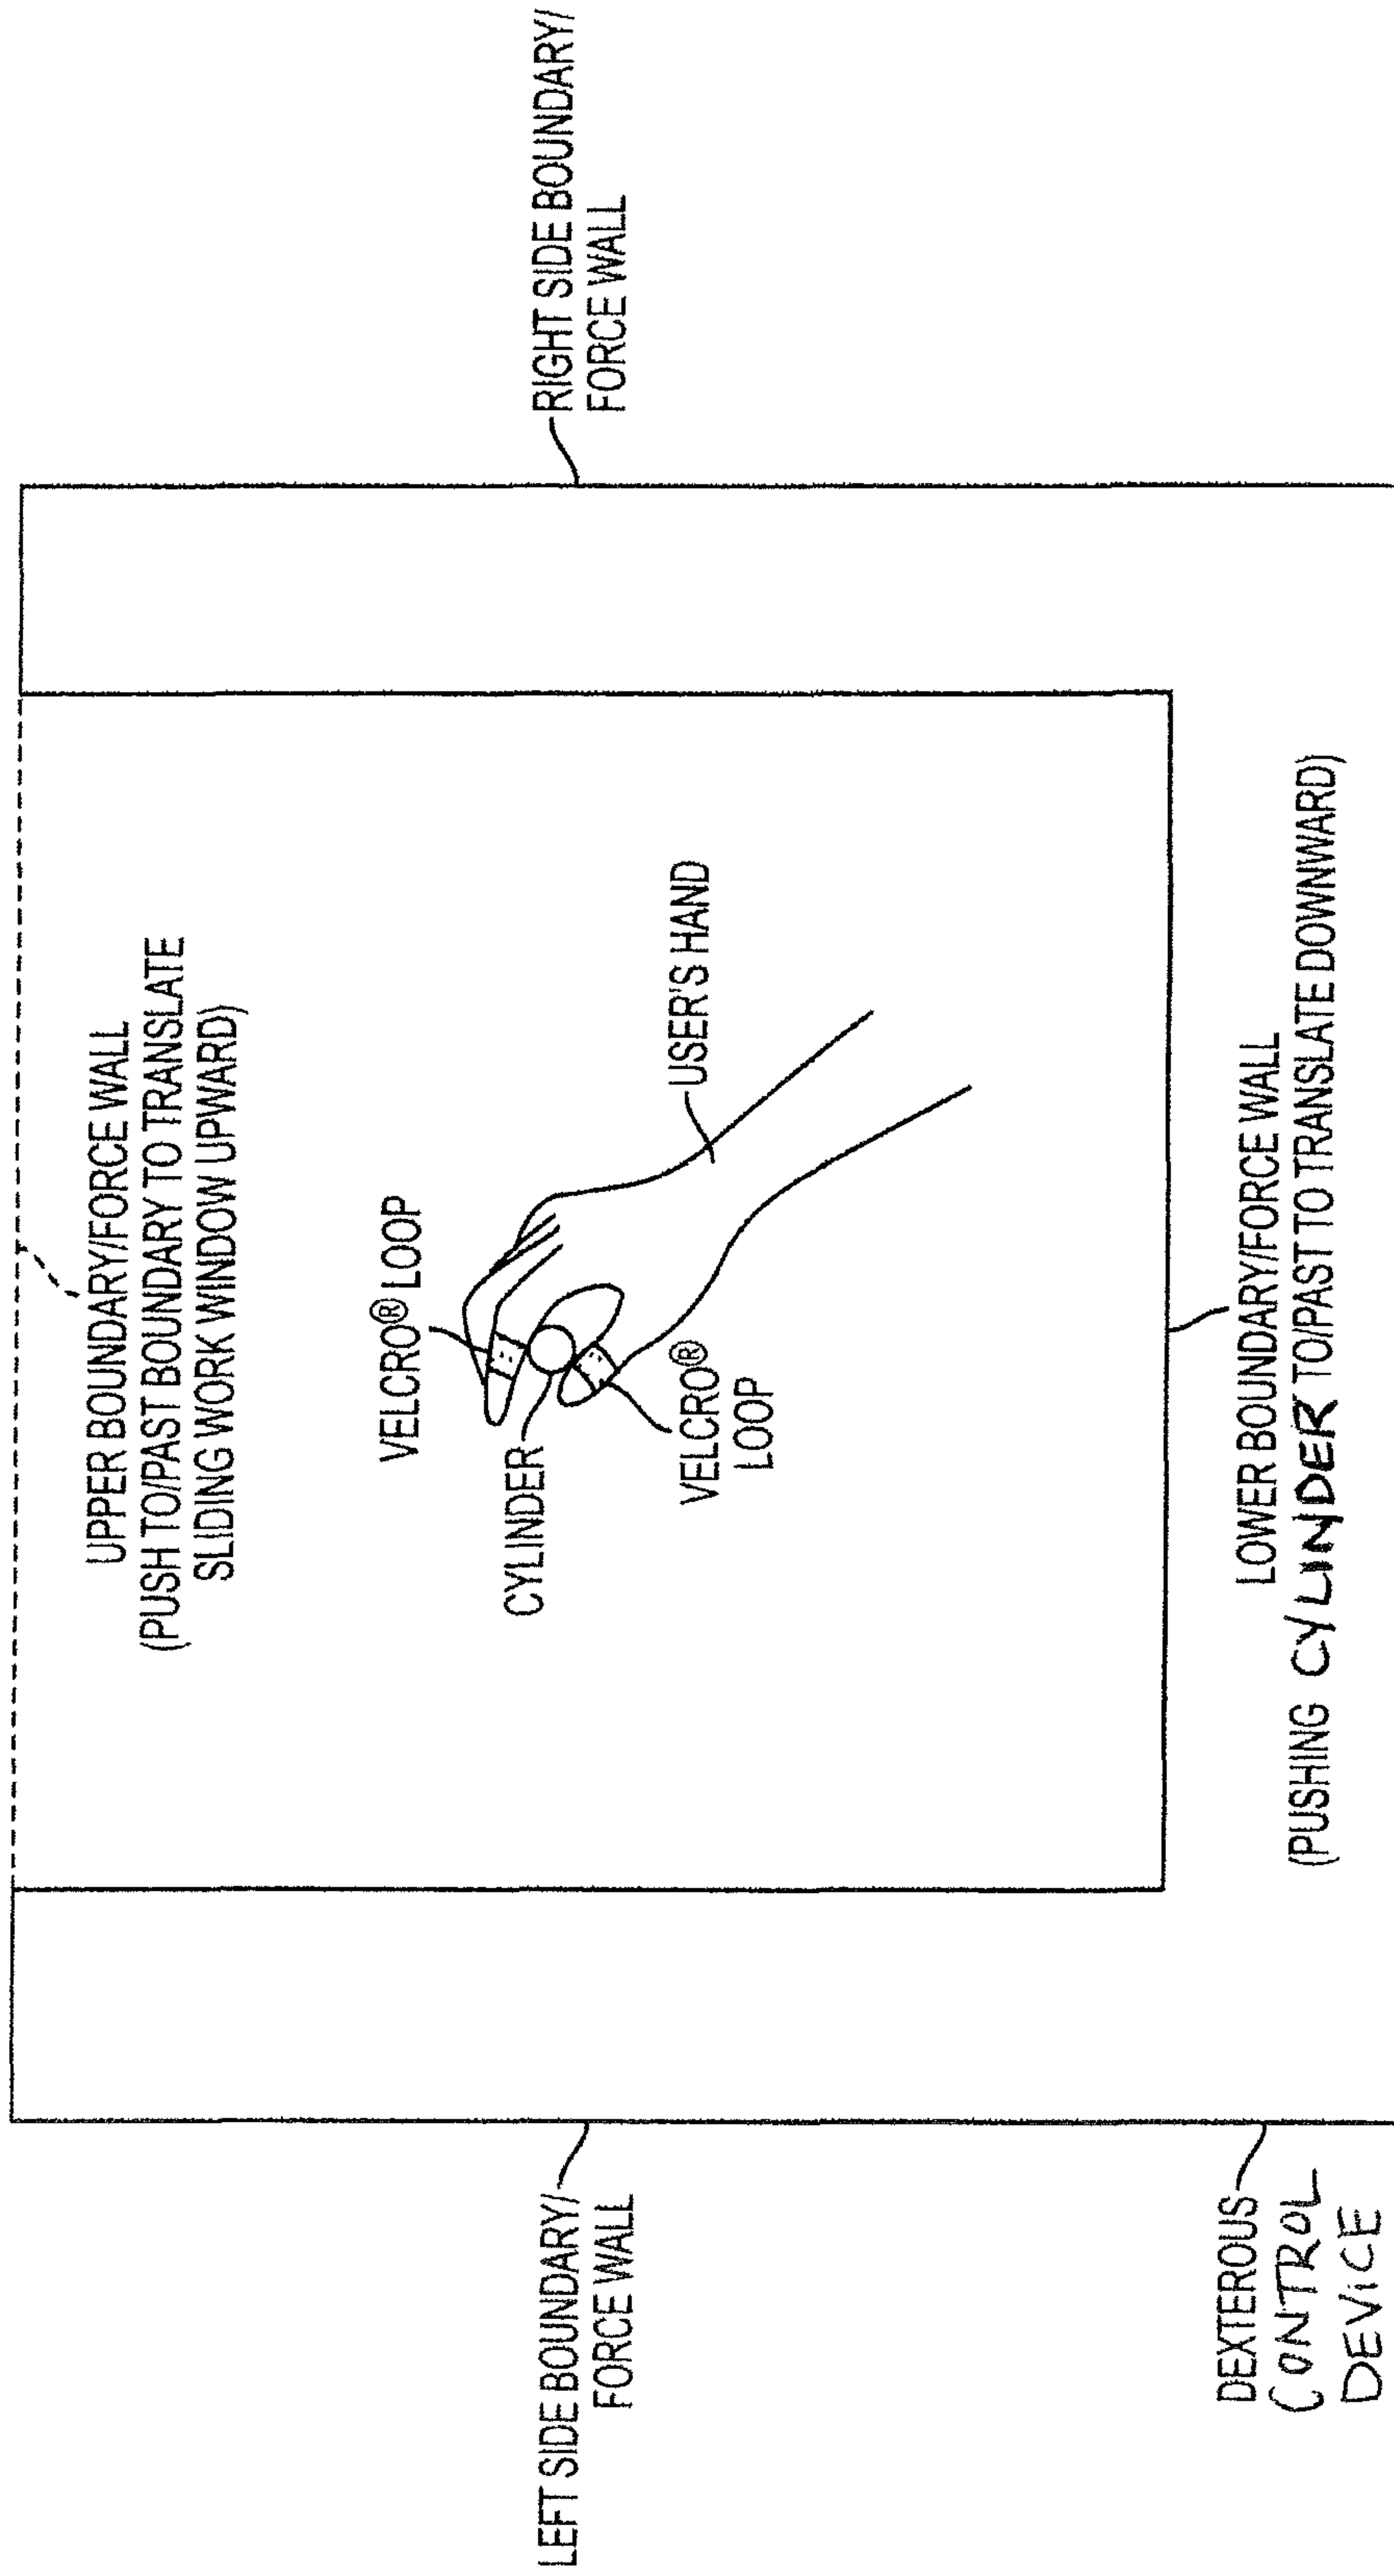 UPPER BOUNDARY/FORCE WALL
(PUSH TO/PAST BOUNDARY TO TRANSLATE
SLIDING WORK WINDOW UPWARD)
VELCRO® LOOP
CYLINDER
VELCRO®
LOOP
USER'S HAND
LEFT SIDE BOUNDARY/
FORCE WALL
RIGHT SIDE BOUNDARY/
FORCE WALL
LOWER BOUNDARY/FORCE WALL
(PUSHING CYLINDER TO/PAST TO TRANSLATE DOWNWARD)
DEXTEROUS
CONTROL
DEVICE